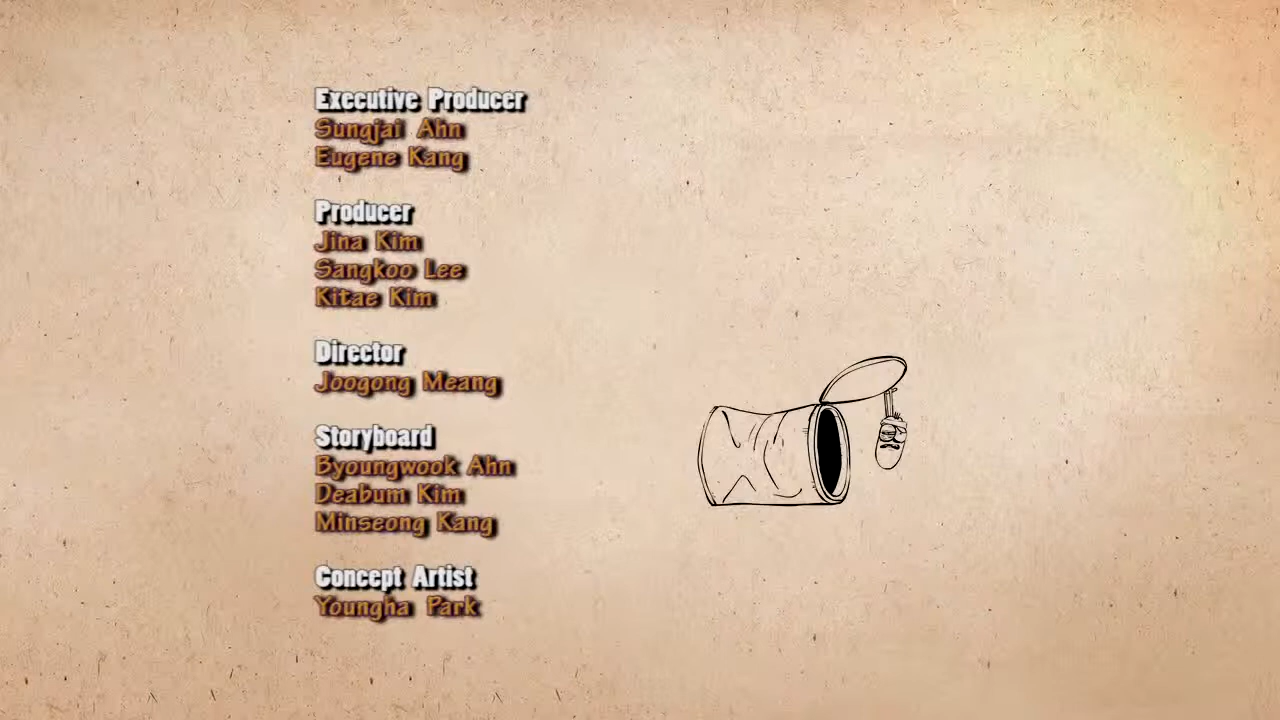 Executive Producer
Sungjai Ahn
Eugene Kang
Producer
Jina Kim
Sangkoo Lee
Kitae Kim
Director
Joogong Meang
Storyboard
Byoungwook Ahn
Deabum Kim
Minseong Kang
Concept Artist
Youngha Park